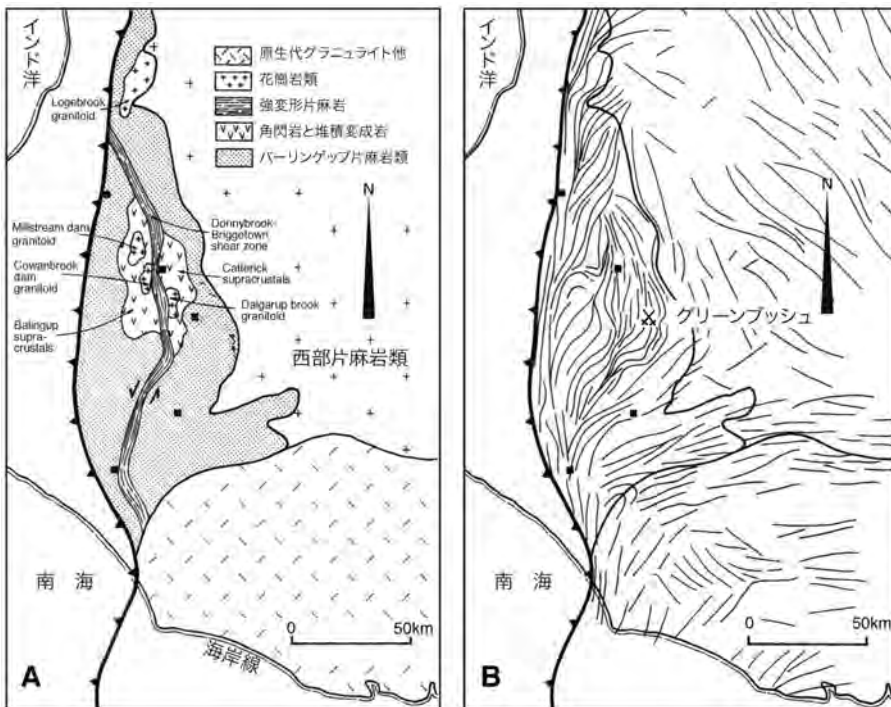 インド洋
原生代グラニュライト他
花崗岩類
強変形片麻岩
角閃岩と堆積変成岩
バーリンゲップ片麻岩類
Logebrook
granitoid
N
Millstream dam
granitoid
Cowanbrook
dam
granitoid
Balingup
supra-
crustals
Donnybrook-
Briggetown
shear zone
Catlerick
supracrustals
Dalgarup brook
granitoid
西部片麻岩類
南 海
0 50km
海岸線
A
インド洋
N
グリーンブッシュ
南 海
0 50km
B